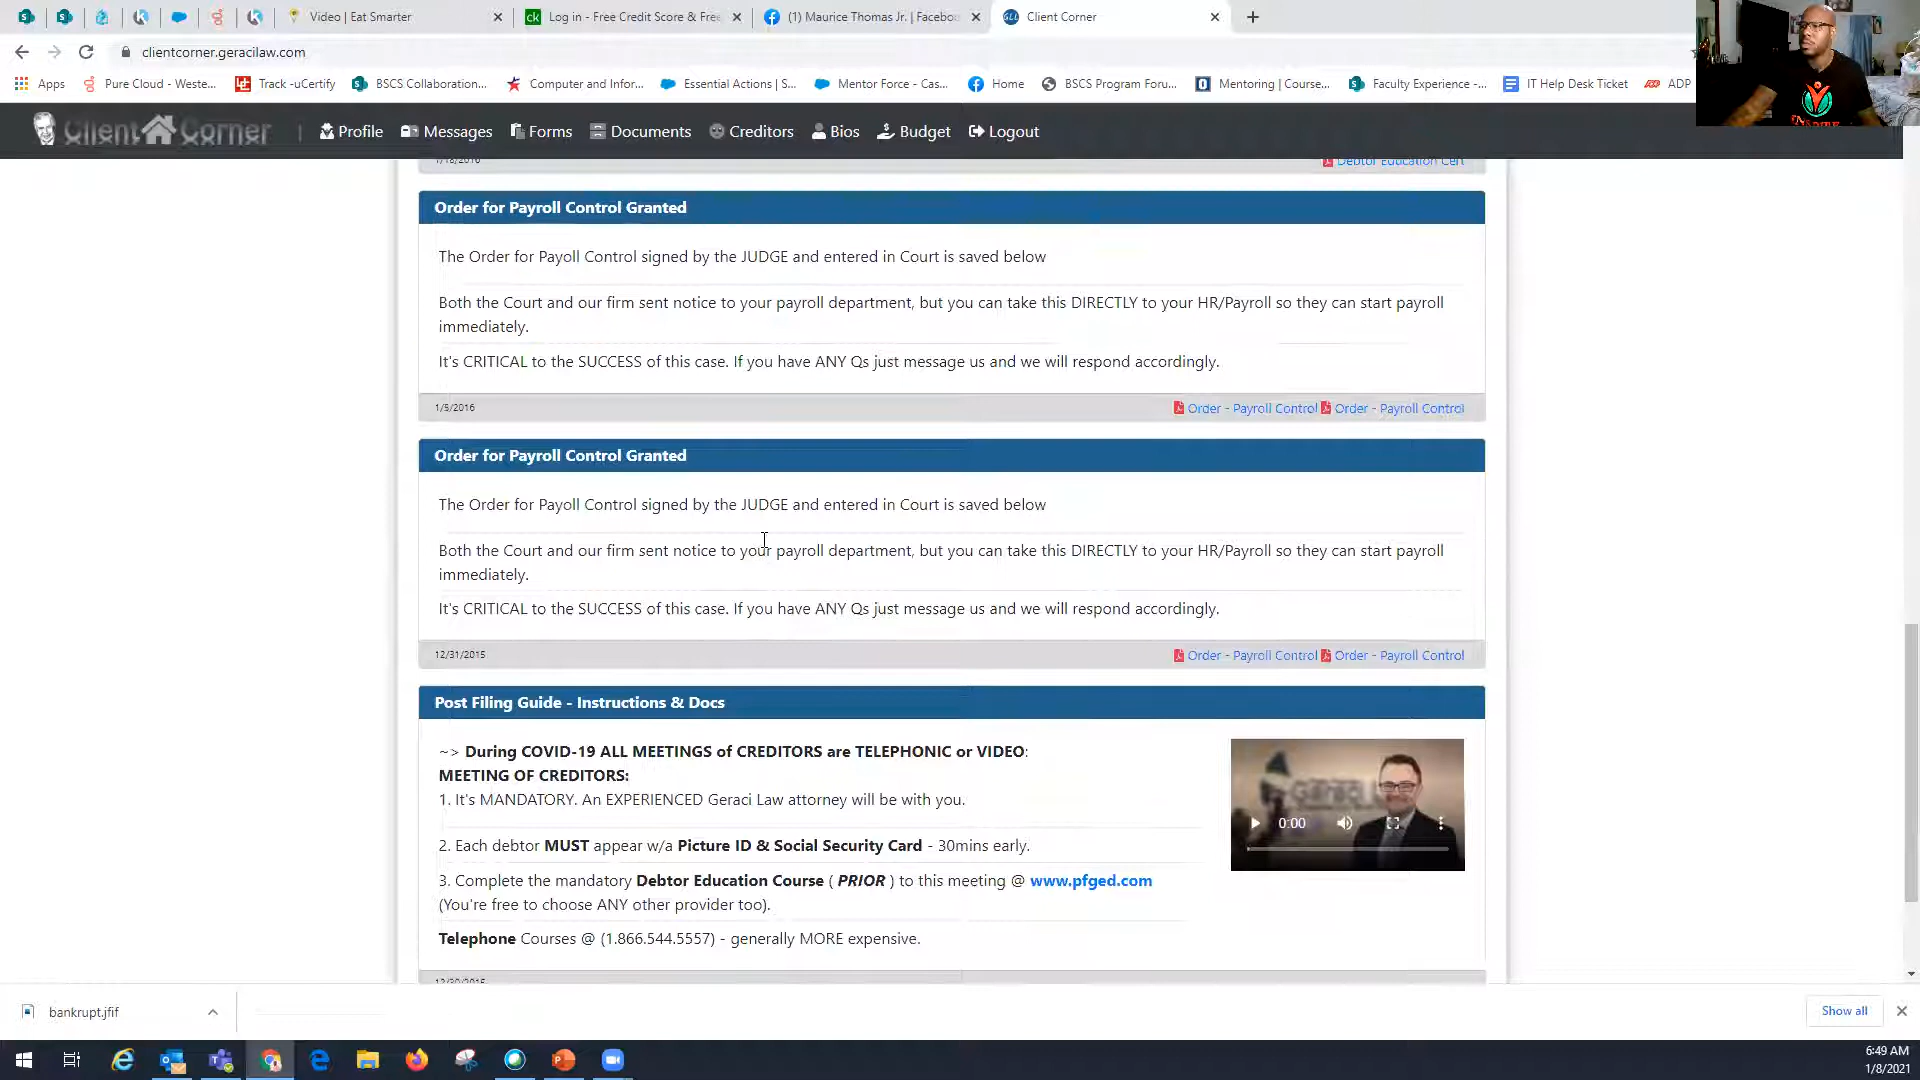 Video | Eat Smarter
Log in - Free Credit Score & Free
(1) Maurice Thomas Jr. | Facebo
Client Corner
clientcorner.geracilaw.com
Apps
Pure Cloud - Weste...
Track -uCertify
BSCS Collaboration...
Computer and Infor...
Essential Actions | S...
Mentor Force - Cas...
Home
BSCS Program Foru...
Mentoring | Course...
Faculty Experience -...
IT Help Desk Ticket
ADP
Client Corner
Profile
Messages
Forms
Documents
Creditors
Bios
Budget
Logout
1/18/2016
Debtor Education Cert
Order for Payroll Control Granted
The Order for Payoll Control signed by the JUDGE and entered in Court is saved below
Both the Court and our firm sent notice to your payroll department, but you can take this DIRECTLY to your HR/Payroll so they can start payroll
immediately.
It's CRITICAL to the SUCCESS of this case. If you have ANY Qs just message us and we will respond accordingly.
1/5/2016
Order - Payroll Control
Order - Payroll Control
Order for Payroll Control Granted
The Order for Payoll Control signed by the JUDGE and entered in Court is saved below
Both the Court and our firm sent notice to your payroll department, but you can take this DIRECTLY to your HR/Payroll so they can start payroll
immediately.
It's CRITICAL to the SUCCESS of this case. If you have ANY Qs just message us and we will respond accordingly.
12/31/2015
Order - Payroll Control
Order - Payroll Control
Post Filing Guide - Instructions & Docs
~> During COVID-19 ALL MEETINGS of CREDITORS are TELEPHONIC or VIDEO:
MEETING OF CREDITORS:
1. It's MANDATORY. An EXPERIENCED Geraci Law attorney will be with you.
2. Each debtor MUST appear w/a Picture ID & Social Security Card - 30mins early.
3. Complete the mandatory Debtor Education Course ( PRIOR ) to this meeting @ www.pfged.com
(You're free to choose ANY other provider too).
Telephone Courses @ (1.866.544.5557) - generally MORE expensive.
0:00
12/30/2015
bankrupt.jfif
Show all
6:49 AM
1/8/2021